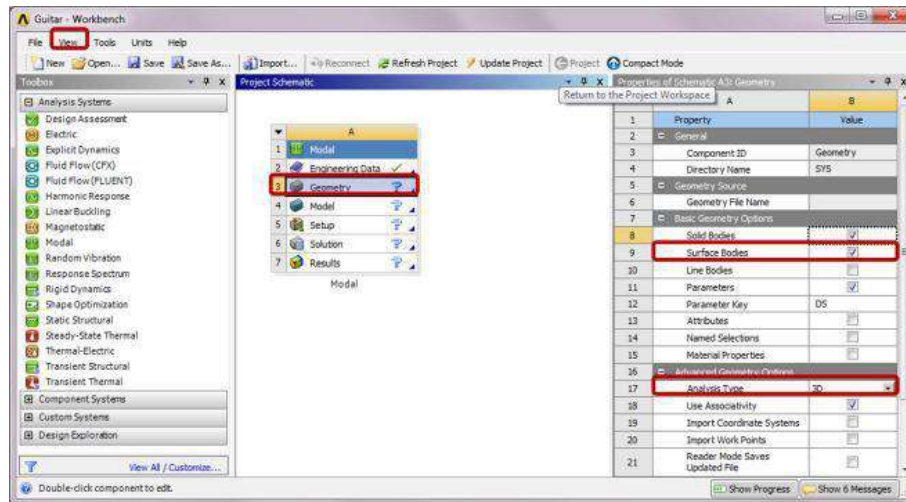 Guitar - Workbench
File View Tools Units Help
New Open... Save Save As... Import... Reconnect Refresh Project Update Project Project Compact Mode
Toolbox
Analysis Systems
Design Assessment
Electric
Explicit Dynamics
Fluid Flow (CFX)
Fluid Flow (FLUENT)
Harmonic Response
Linear Buckling
Magnetostatic
Modal
Random Vibration
Response Spectrum
Rigid Dynamics
Shape Optimization
Static Structural
Steady-State Thermal
Thermal-Electric
Transient Structural
Transient Thermal
Component Systems
Custom Systems
Design Exploration
View All / Customize...
Project Schematic
Return to the Project Workspace
A
1 Modal
2 Engineering Data
3 Geometry
4 Model
5 Setup
6 Solution
7 Results
Modal
Properties of Schematic A3: Geometry
A B
1 Property Value
2 General
3 Component ID Geometry
4 Directory Name SYS
5 Geometry Source
6 Geometry File Name
7 Basic Geometry Options
8 Solid Bodies
9 Surface Bodies
10 Line Bodies
11 Parameters
12 Parameter Key DS
13 Attributes
14 Named Selections
15 Material Properties
16 Advanced Geometry Options
17 Analysis Type 3D
18 Use Associativity
19 Import Coordinate Systems
20 Import Work Points
21 Reader Mode Saves
Updated File
Double-click component to edit.
Show Progress Show 6 Messages